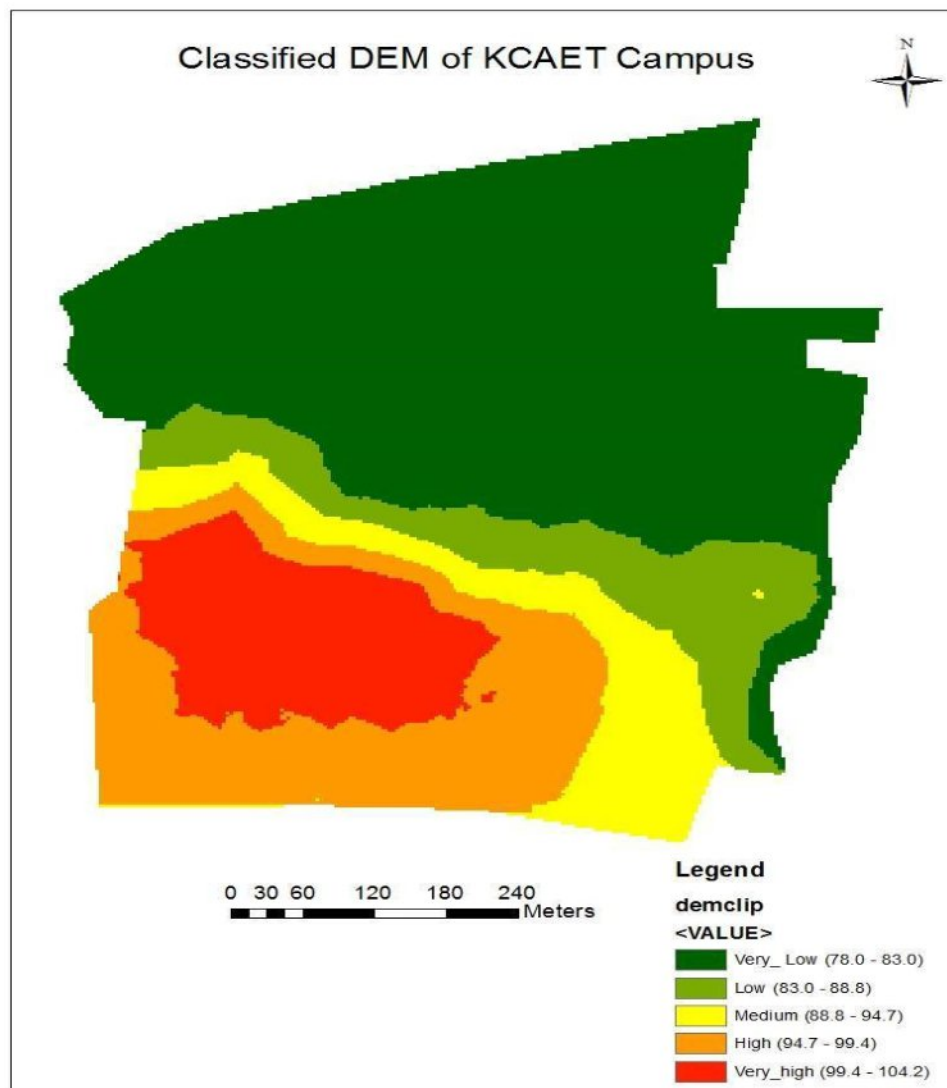 Classified DEM of KCAET Campus
N
0 30 60 120 180 240
Meters
Legend
demclip
<VALUE>
Very_ Low (78.0 - 83.0)
Low (83.0 - 88.8)
Medium (88.8 - 94.7)
High (94.7 - 99.4)
Very_high (99.4 - 104.2)